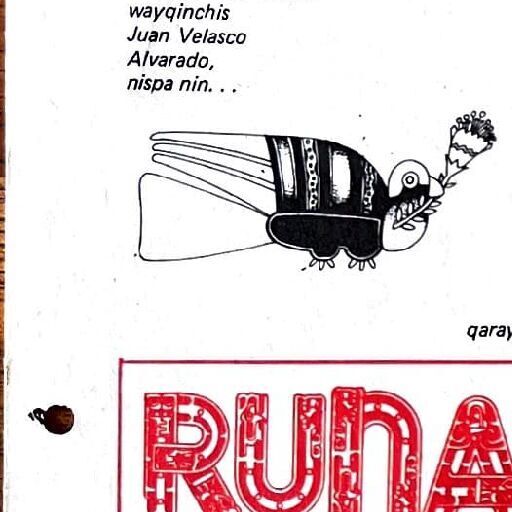 wayqinchis
Juan Velasco
Alvarado,
nispa nin. . .
qaray
RUNA